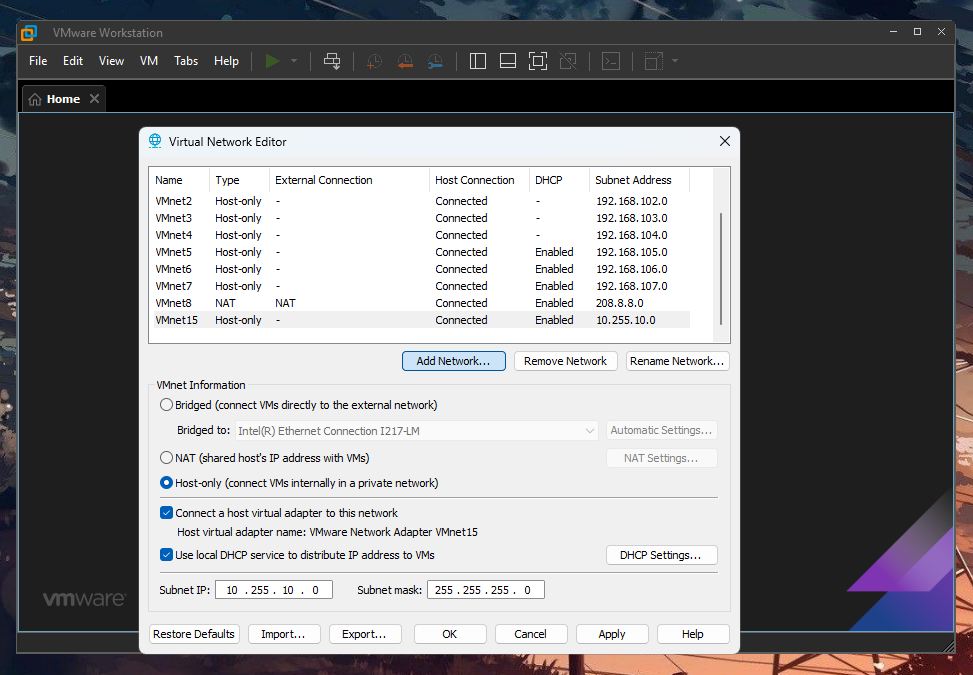 VMware Workstation
File Edit View VM Tabs Help
Home
Virtual Network Editor
Name Type External Connection Host Connection DHCP Subnet Address
VMnet2 Host-only - Connected - 192.168.102.0
VMnet3 Host-only - Connected - 192.168.103.0
VMnet4 Host-only - Connected - 192.168.104.0
VMnet5 Host-only - Connected Enabled 192.168.105.0
VMnet6 Host-only - Connected Enabled 192.168.106.0
VMnet7 Host-only - Connected Enabled 192.168.107.0
VMnet8 NAT NAT Connected Enabled 208.8.8.0
VMnet15 Host-only - Connected Enabled 10.255.10.0
Add Network... Remove Network Rename Network...
VMnet Information
Bridged (connect VMs directly to the external network)
Bridged to: Intel(R) Ethernet Connection I217-LM Automatic Settings...
NAT (shared host's IP address with VMs) NAT Settings...
Host-only (connect VMs internally in a private network)
Connect a host virtual adapter to this network
Host virtual adapter name: VMware Network Adapter VMnet15
Use local DHCP service to distribute IP address to VMs DHCP Settings...
Subnet IP: 10 . 255 . 10 . 0 Subnet mask: 255 . 255 . 255 . 0
vmware
Restore Defaults Import... Export... OK Cancel Apply Help